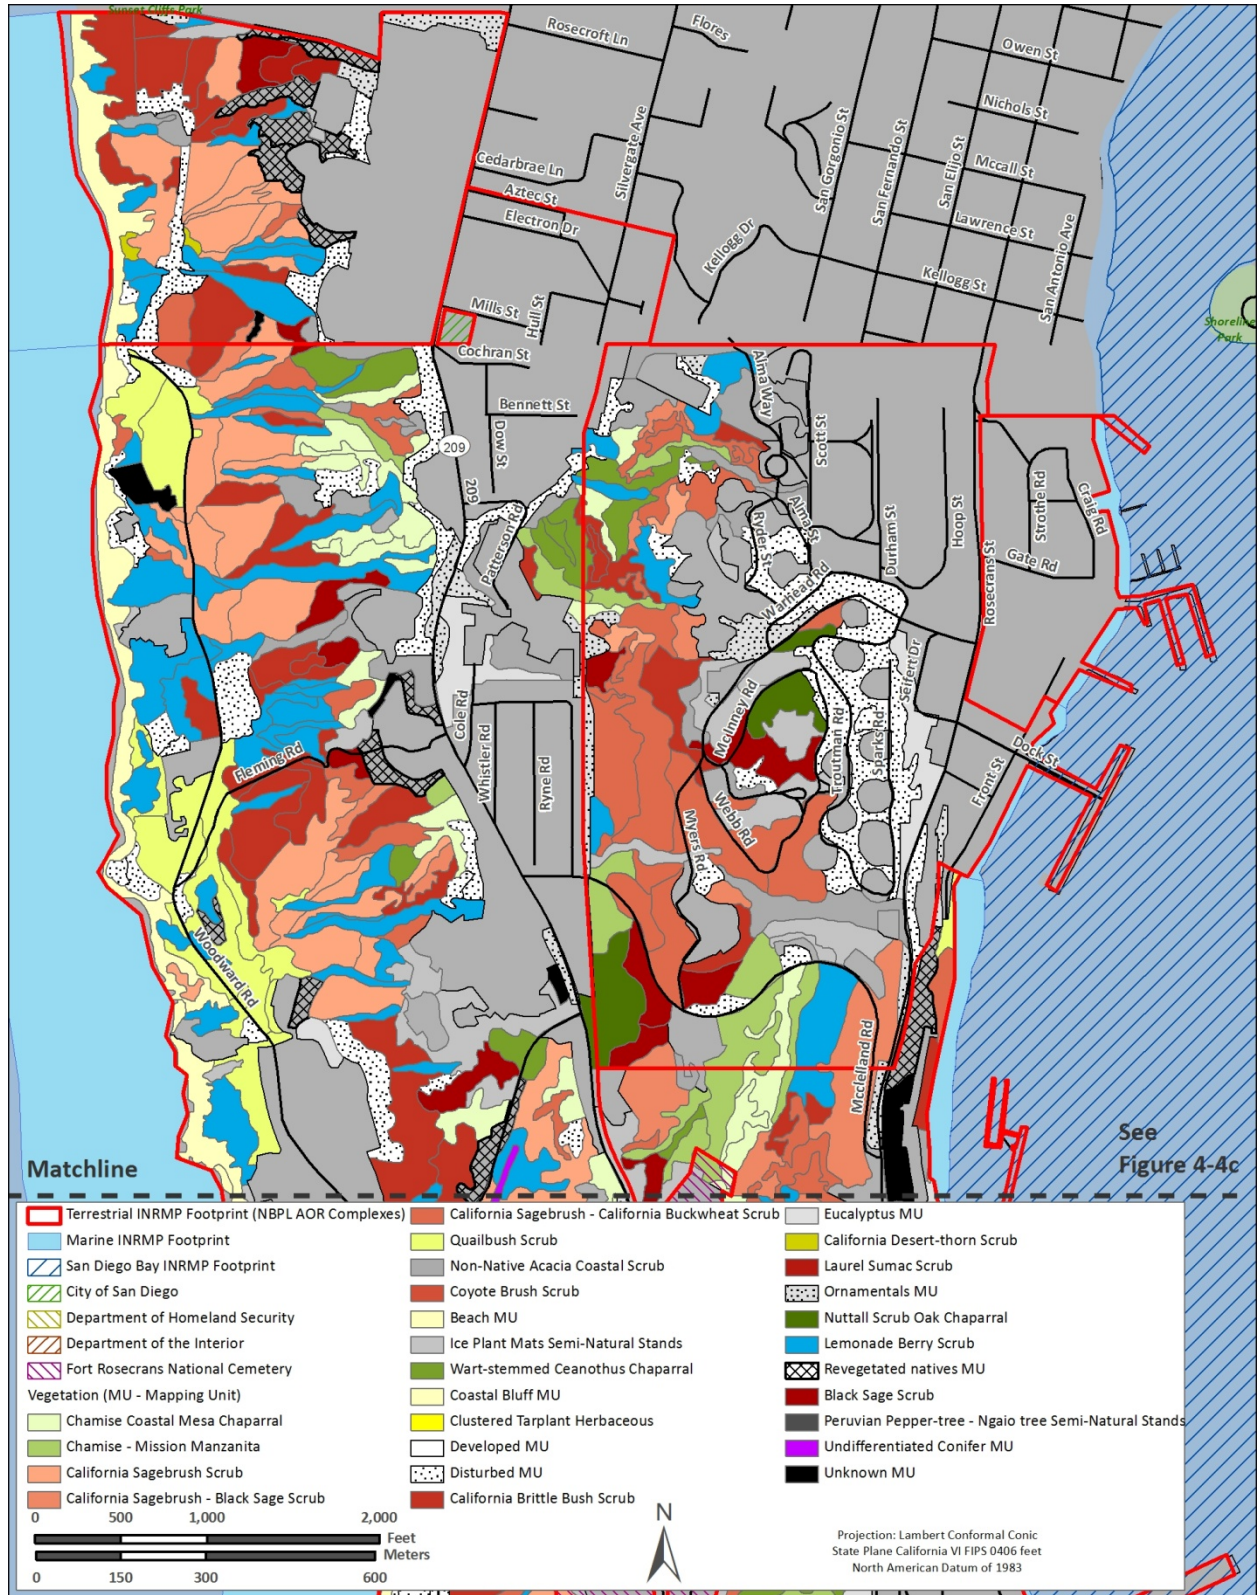 Sunset Cliffs Park
Rosecroft Ln
Flores
Owen St
Nichols St
Mccall St
San Gorgonio St
San Fernando St
San Elijo St
Silvergate Ave
Cedarbrae Ln
Aztec St
Electron Dr
Lawrence St
San Antonio Ave
Kellogg Dr
Kellogg St
Mills St
Hull St
Shoreline
Park
Cochran St
Bennett St
Dow St
209
209
Alma Way
Scott St
Patterson Rd
Ryder St
Alma St
Durham St
Hop St
Strothe Rd
Craig Rd
Gate Rd
Rosecrans St
Warhead Rd
Seifert Dr
Cole Rd
Whistler Rd
Ryne Rd
McInney Rd
Troutman Rd
Sparks Rd
Fleming Rd
Dock St
Front St
Webb Rd
Myers Rd
Woodward Rd
Mcclelland Rd
See
Figure 4-4c
Matchline
Terrestrial INRMP Footprint (NBPL AOR Complexes)
Marine INRMP Footprint
San Diego Bay INRMP Footprint
City of San Diego
Department of Homeland Security
Department of the Interior
Fort Rosecrans National Cemetery
Vegetation (MU - Mapping Unit)
Chamise Coastal Mesa Chaparral
Chamise - Mission Manzanita
California Sagebrush Scrub
California Sagebrush - Black Sage Scrub
California Sagebrush - California Buckwheat Scrub
Quailbush Scrub
Non-Native Acacia Coastal Scrub
Coyote Brush Scrub
Beach MU
Ice Plant Mats Semi-Natural Stands
Wart-stemmed Ceanothus Chaparral
Coastal Bluff MU
Clustered Tarplant Herbaceous
Developed MU
Disturbed MU
California Brittle Bush Scrub
Eucalyptus MU
California Desert-thorn Scrub
Laurel Sumac Scrub
Ornamentals MU
Nuttall Scrub Oak Chaparral
Lemonade Berry Scrub
Revegetated natives MU
Black Sage Scrub
Peruvian Pepper-tree - Ngaio tree Semi-Natural Stands
Undifferentiated Conifer MU
Unknown MU
0 500 1,000 2,000
Feet
Meters
0 150 300 600
N
Projection: Lambert Conformal Conic
State Plane California VI FIPS 0406 feet
North American Datum of 1983